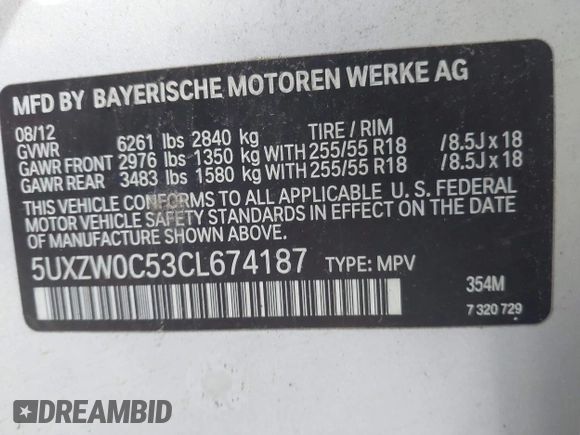 MFD BY BAYERISCHE MOTOREN WERKE AG
08/12
GVWR 6261 lbs 2840 kg TIRE / RIM
GAWR FRONT 2976 lbs 1350 kg WITH 255/55 R18 /8.5J x 18
GAWR REAR 3483 lbs 1580 kg WITH 255/55 R18 /8.5J x 18
THIS VEHICLE CONFORMS TO ALL APPLICABLE U. S. FEDERAL
MOTOR VEHICLE SAFETY STANDARDS IN EFFECT ON THE DATE
OF MANUFACTURE SHOWN ABOVE.
5UXZW0C53CL674187 TYPE: MPV
354M
7 320 729
DREAMBID